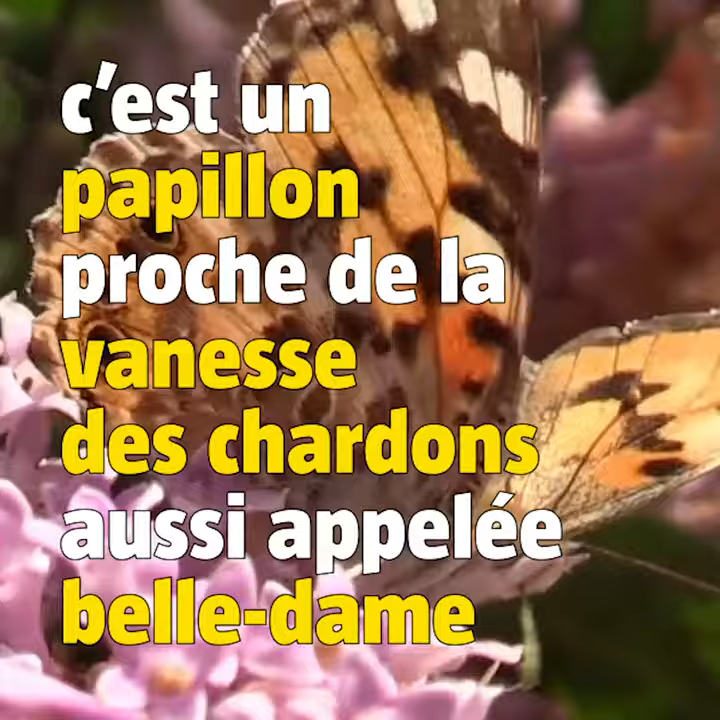 c’est un
papillon
proche de la
vanesse
des chardons
aussi appelée
belle-dame